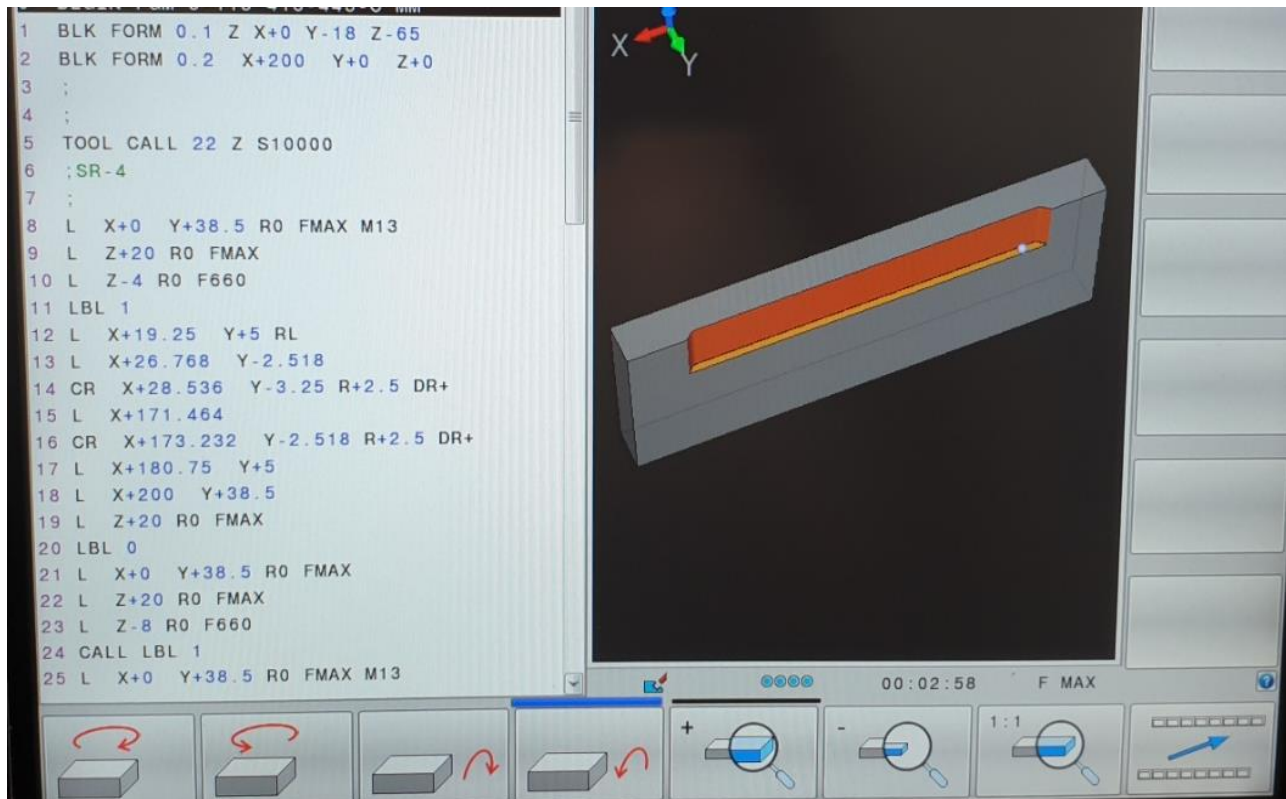 1 BLK FORM 0.1 Z X+0 Y-18 Z-65
2 BLK FORM 0.2 X+200 Y+0 Z+0
3 ;
4 ;
5 TOOL CALL 22 Z S10000
6 ;SR-4
7 ;
8 L X+0 Y+38.5 R0 FMAX M13
9 L Z+20 R0 FMAX
10 L Z-4 R0 F660
11 LBL 1
12 L X+19.25 Y+5 RL
13 L X+26.768 Y-2.518
14 CR X+28.536 Y-3.25 R+2.5 DR+
15 L X+171.464
16 CR X+173.232 Y-2.518 R+2.5 DR+
17 L X+180.75 Y+5
18 L X+200 Y+38.5
19 L Z+20 R0 FMAX
20 LBL 0
21 L X+0 Y+38.5 R0 FMAX
22 L Z+20 R0 FMAX
23 L Z-8 R0 F660
24 CALL LBL 1
25 L X+0 Y+38.5 R0 FMAX M13
X
Y
00:02:58 F MAX
+
-
1:1
?